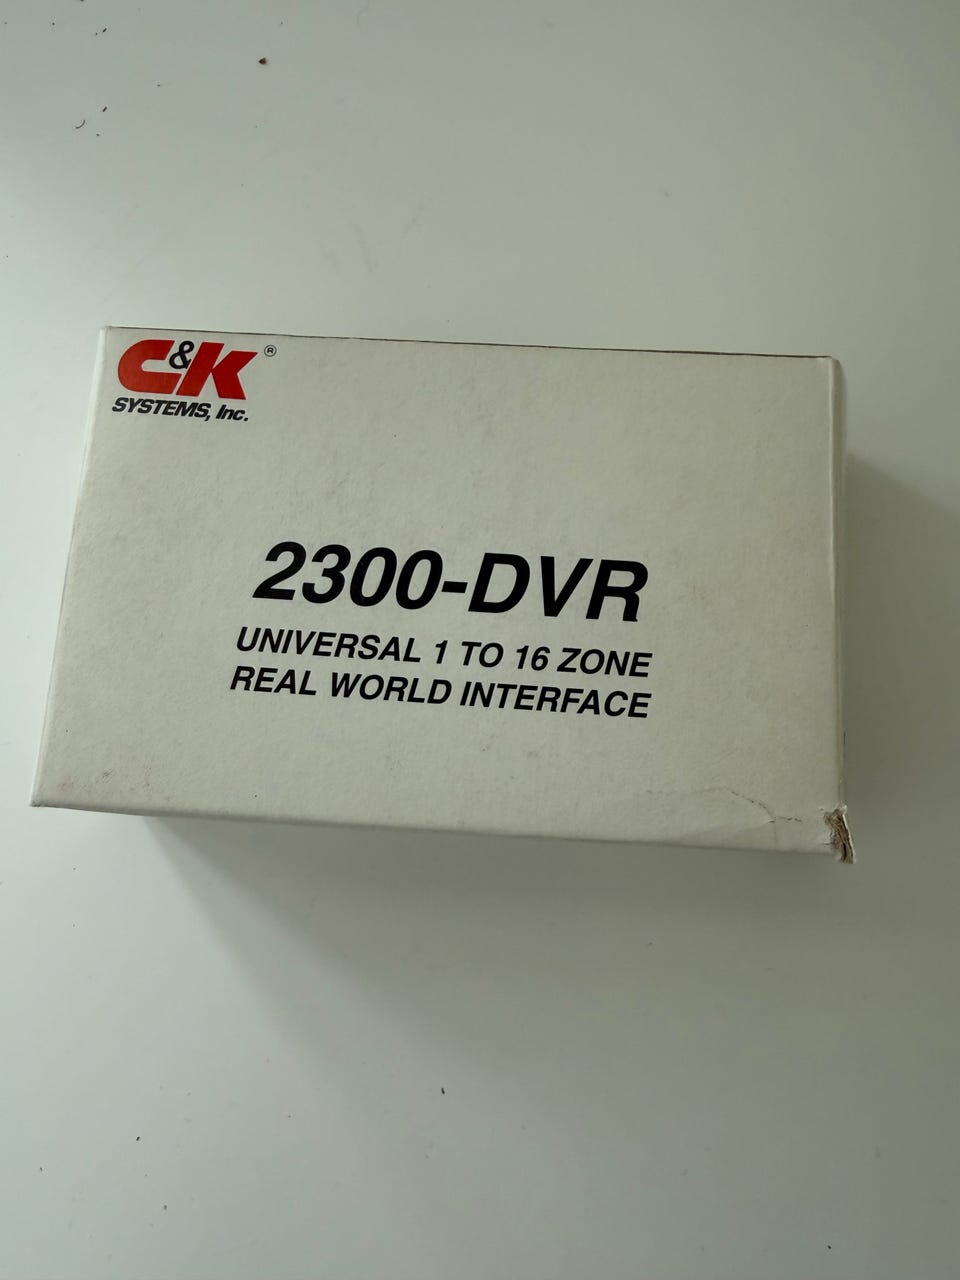 C&K®
SYSTEMS, Inc.
2300-DVR
UNIVERSAL 1 TO 16 ZONE
REAL WORLD INTERFACE